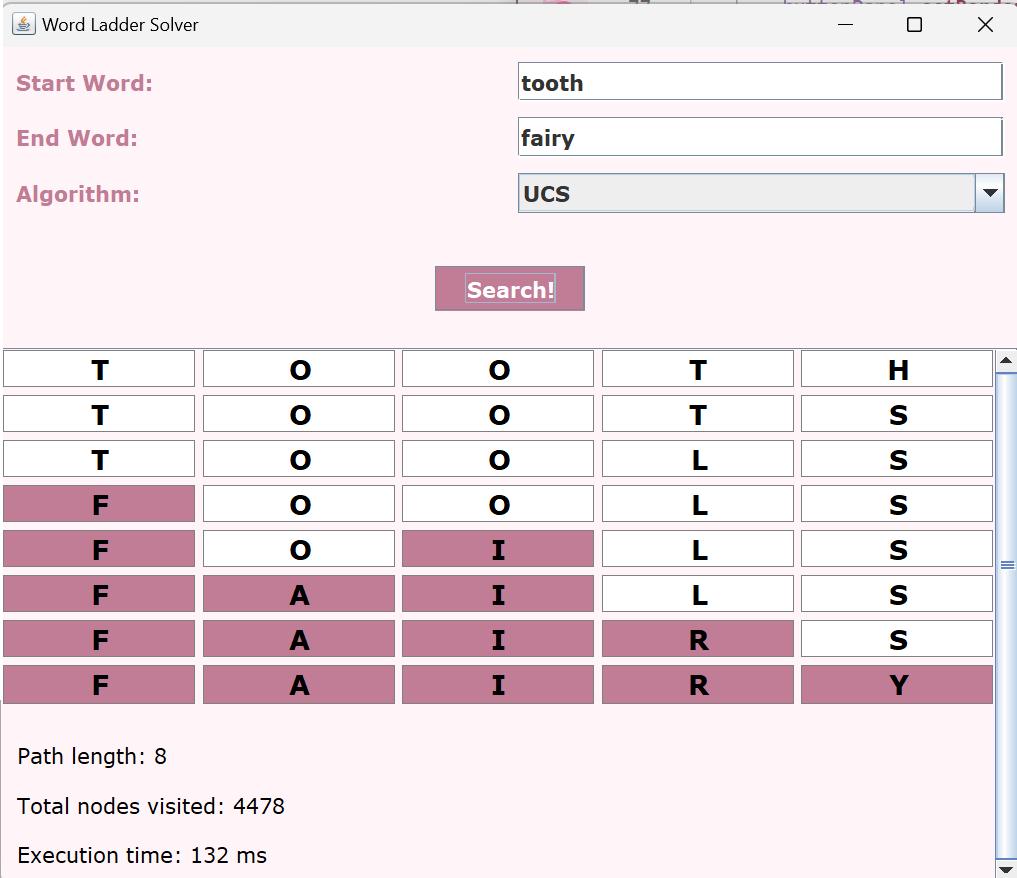 Word Ladder Solver
Start Word: tooth
End Word: fairy
Algorithm: UCS
Search!
T O O T H
T O O T S
T O O L S
F O O L S
F O I L S
F A I L S
F A I R S
F A I R Y
Path length: 8
Total nodes visited: 4478
Execution time: 132 ms